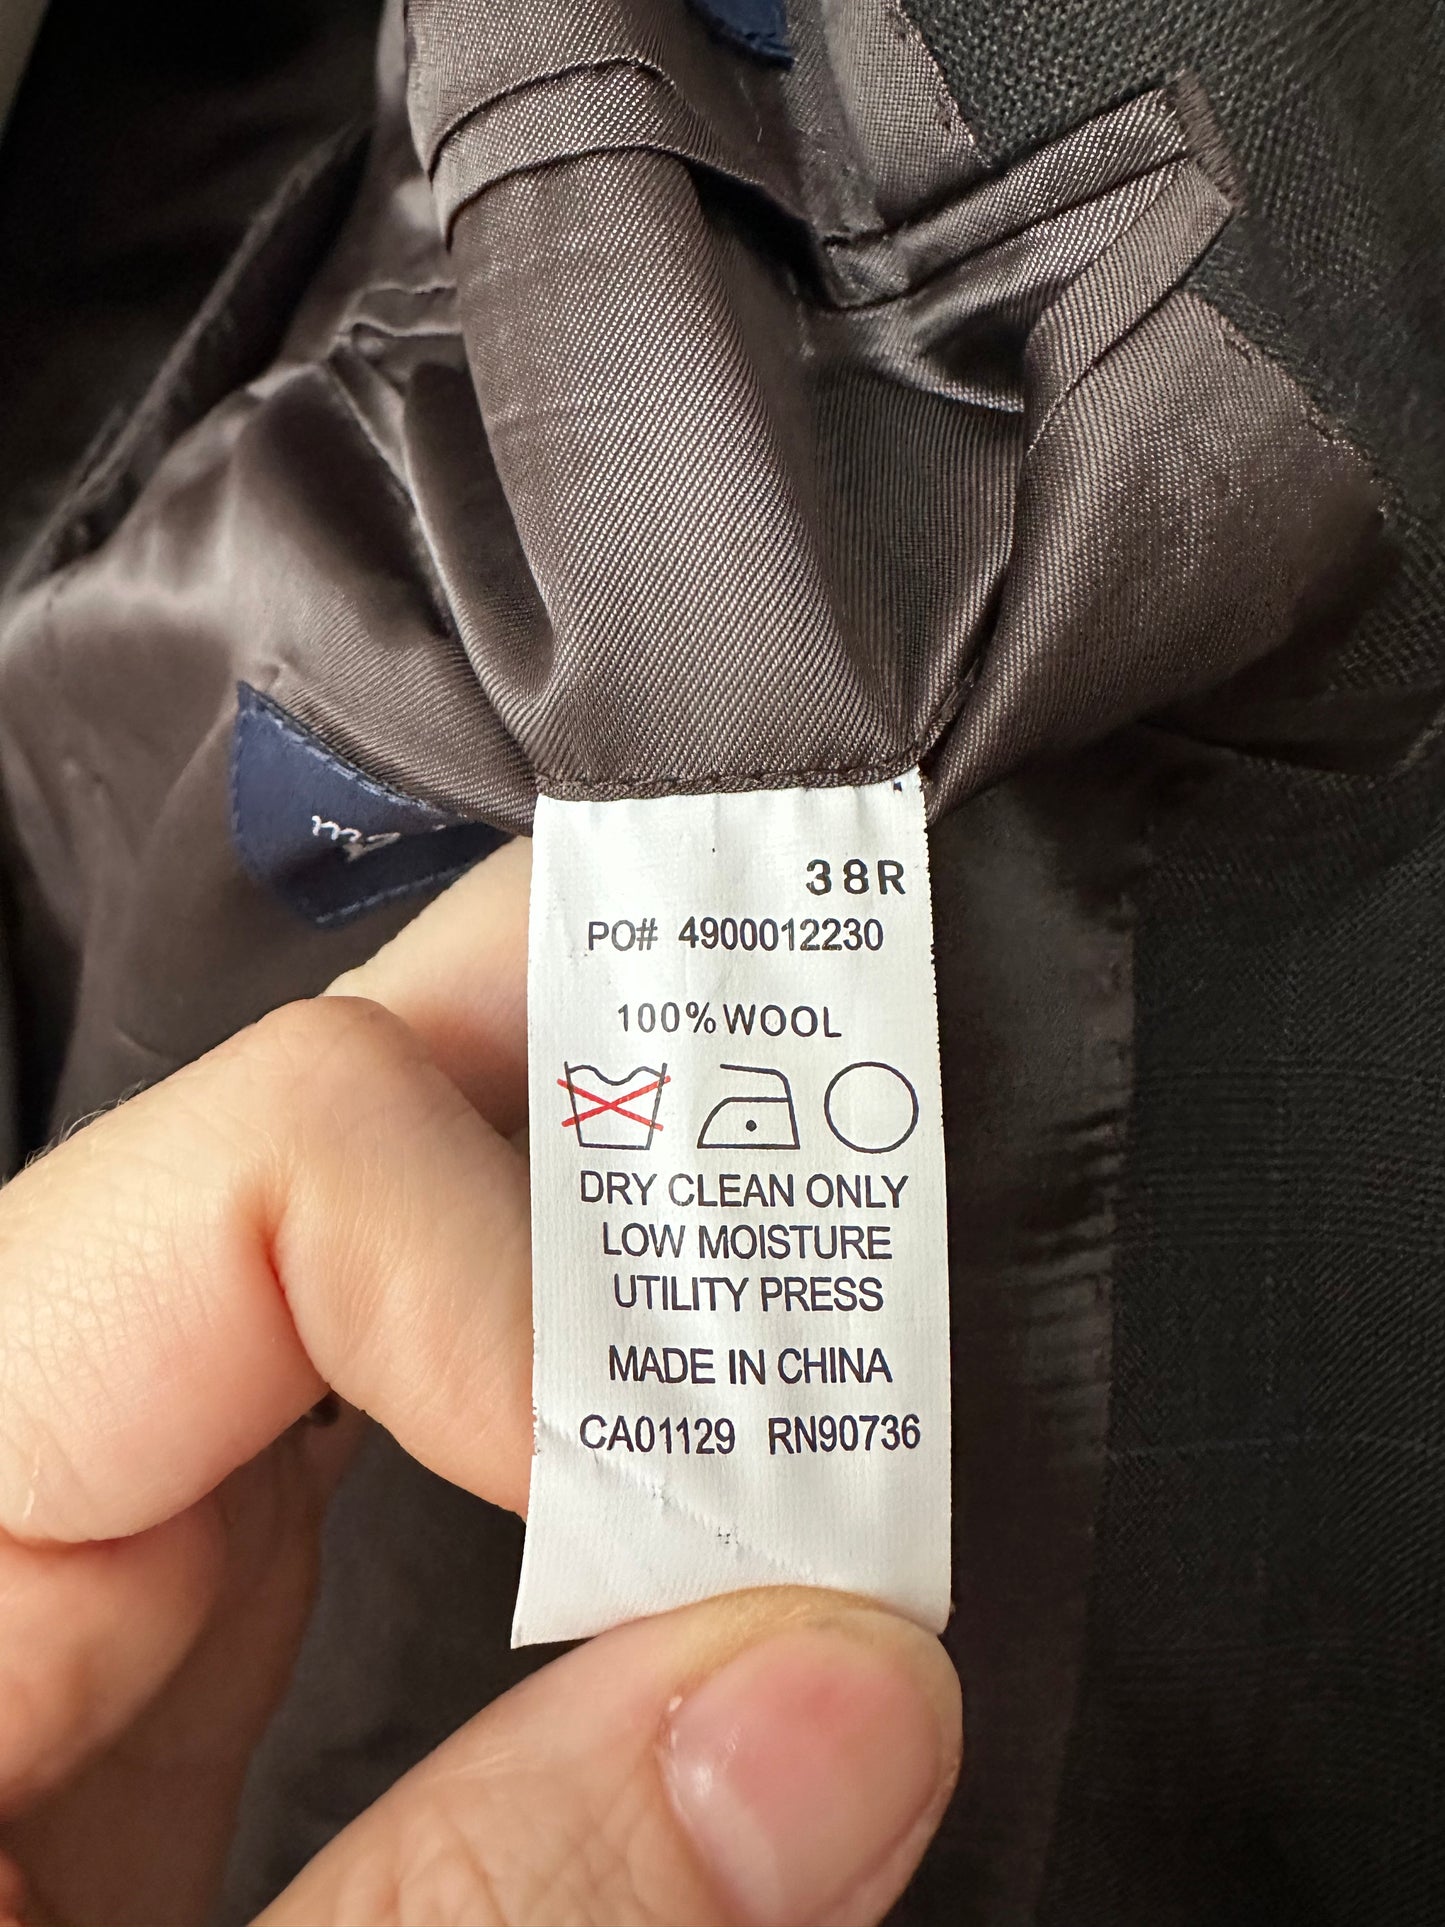 38R
PO# 4900012230
100% WOOL
DRY CLEAN ONLY
LOW MOISTURE
UTILITY PRESS
MADE IN CHINA
CA01129 RN90736